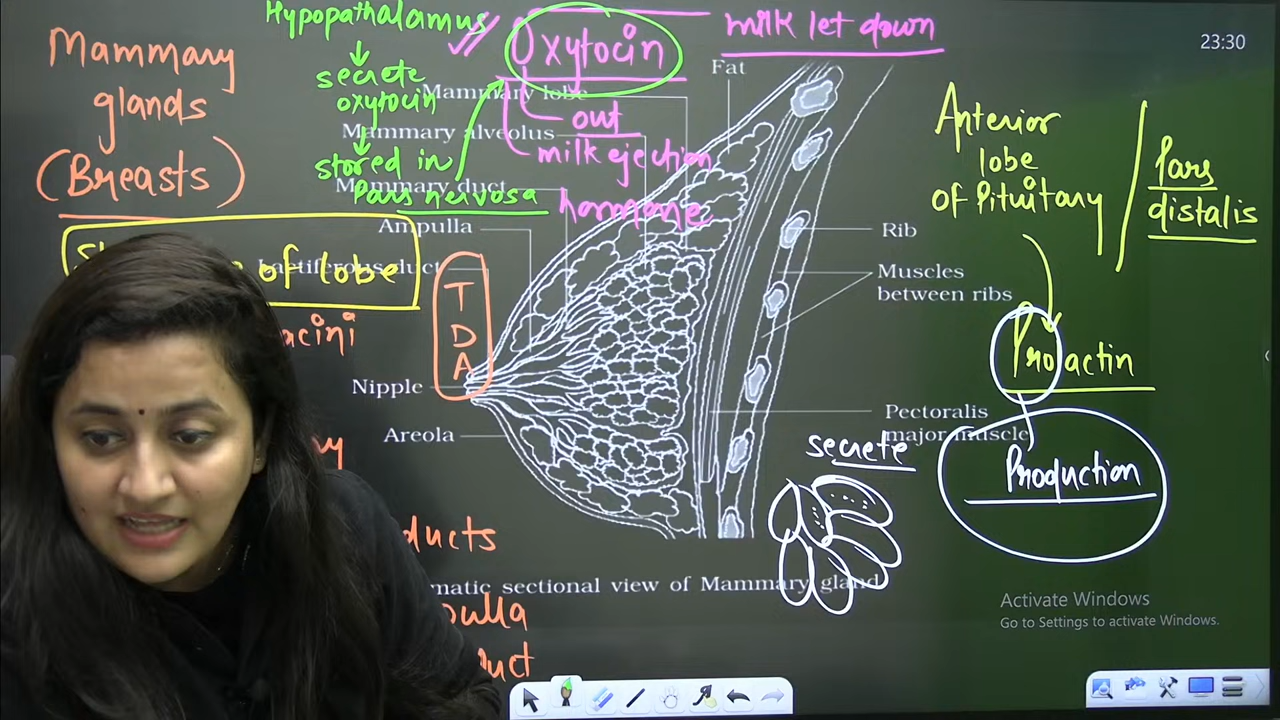 Hypopathalamus
Oxytocin
milk let down
23:30
Mammary
glands
(Breasts)
secrete
oxytocin
stored in
Pars nervosa
out
milk ejection
hormone
Fat
Mammary lobe
Mammary alveolus
Mammary duct
Ampulla
Lactiferous duct
of lobe
acini
T
D
A
Nipple
Areola
Rib
Muscles
between ribs
Pectoralis
major muscle
Anterior
lobe
of Pituitary
Pars
distalis
Prolactin
Production
secrete
ducts
matic sectional view of Mammary gland
pulla
duct
Activate Windows
Go to Settings to activate Windows.